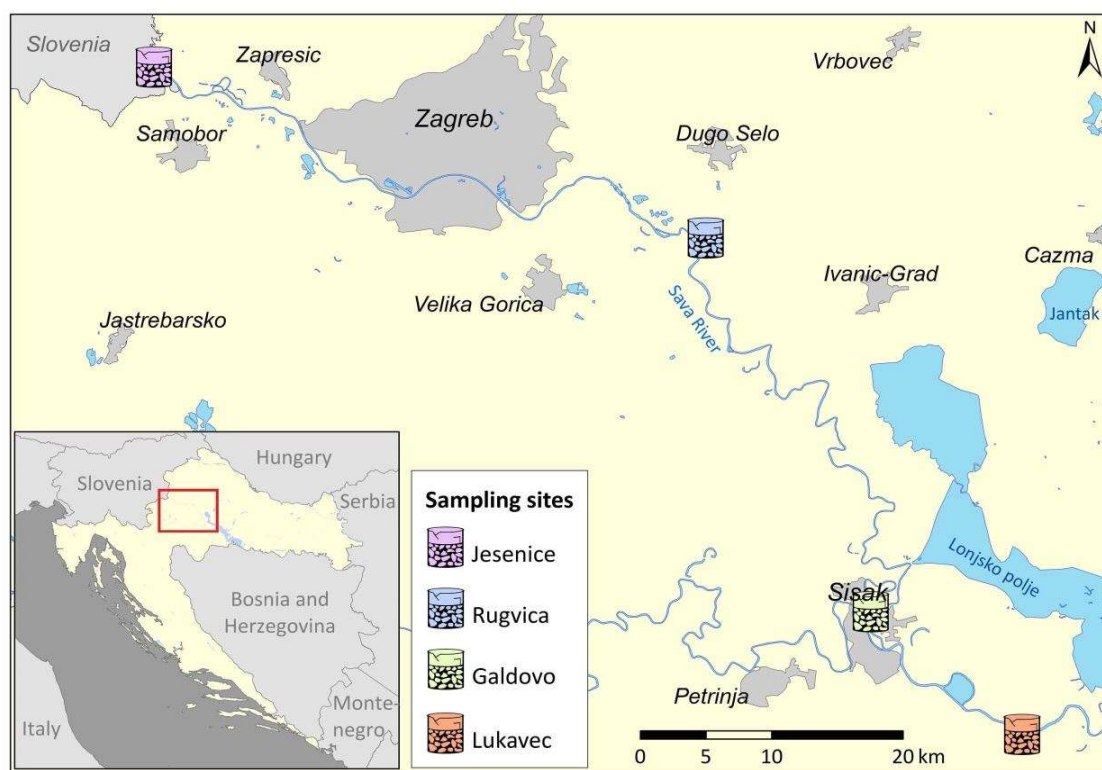 Slovenia
Zapresic
Vrbovec
N
Samobor
Zagreb
Dugo Selo
Cazma
Velika Gorica
Ivanic-Grad
Jantak
Jastrebarsko
Sava River
Hungary
Slovenia
Serbia
Bosnia and
Herzegovina
Monte-
negro
Italy
Sampling sites
Jesenice
Rugvica
Galdovo
Lukavec
Lonjsko polje
Sisak
Petrinja
0 5 10 20 km